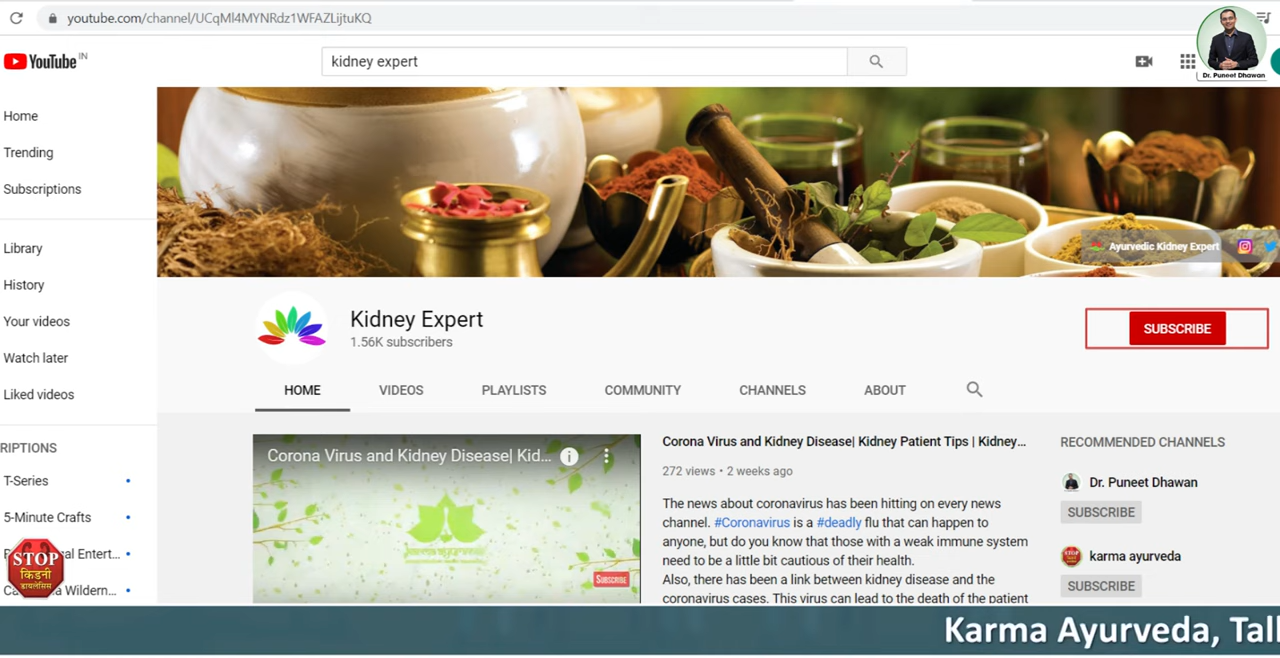 youtube.com/channel/UCqMl4MYNRdz1WFAZLijtuKQ
YouTube IN
kidney expert
Dr. Puneet Dhawan
Home
Trending
Subscriptions
Library
History
Your videos
Watch later
Liked videos
RIPTIONS
T-Series
5-Minute Crafts
al Entert...
Wildern...
STOP
किडनी
डायलेसिस
Ayurvedic Kidney Expert
Kidney Expert
1.56K subscribers
SUBSCRIBE
HOME VIDEOS PLAYLISTS COMMUNITY CHANNELS ABOUT
Corona Virus and Kidney Disease| Kid...
SUBSCRIBE
Corona Virus and Kidney Disease| Kidney Patient Tips | Kidney...
272 views • 2 weeks ago
The news about coronavirus has been hitting on every news
channel. #Coronavirus is a #deadly flu that can happen to
anyone, but do you know that those with a weak immune system
need to be a little bit cautious of their health.
Also, there has been a link between kidney disease and the
coronavirus cases. This virus can lead to the death of the patient
RECOMMENDED CHANNELS
Dr. Puneet Dhawan
SUBSCRIBE
karma ayurveda
SUBSCRIBE
Karma Ayurveda, Tall